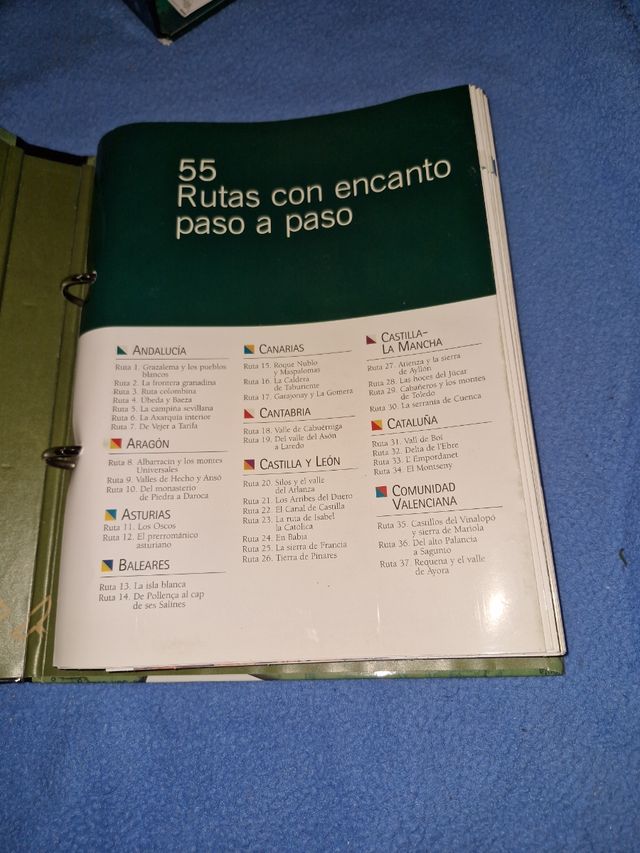 55
Rutas con encanto
paso a paso
ANDALUCÍA
Ruta 1. Grazalema y los pueblos
blancos
Ruta 2. La frontera granadina
Ruta 3. Ruta colombina
Ruta 4. Úbeda y Baeza
Ruta 5. La campiña sevillana
Ruta 6. La Axarquía interior
Ruta 7. De Vejer a Tarifa
ARAGÓN
Ruta 8. Albarracín y los montes
Universales
Ruta 9. Valles de Hecho y Ansó
Ruta 10. Del monasterio
de Piedra a Daroca
ASTURIAS
Ruta 11. Los Oscos
Ruta 12. El prerrománico
asturiano
BALEARES
Ruta 13. La isla blanca
Ruta 14. De Pollença al cap
de ses Salines
CANARIAS
Ruta 15. Roque Nublo
y Maspalomas
Ruta 16. La Caldera
de Taburiente
Ruta 17. Garajonay y La Gomera
CANTABRIA
Ruta 18. Valle de Cabuérniga
Ruta 19. Del valle del Asón
a Laredo
CASTILLA Y LEÓN
Ruta 20. Silos y el valle
del Arlanza
Ruta 21. Los Arribes del Duero
Ruta 22. El Canal de Castilla
Ruta 23. La ruta de Isabel
la Católica
Ruta 24. En Babia
Ruta 25. La sierra de Francia
Ruta 26. Tierra de Pinares
CASTILLA-
LA MANCHA
Ruta 27. Atienza y la sierra
de Ayllón
Ruta 28. Las hoces del Júcar
Ruta 29. Cabañeros y los montes
de Toledo
Ruta 30. La serranía de Cuenca
CATALUÑA
Ruta 31. Vall de Boí
Ruta 32. Delta de l'Ebre
Ruta 33. L'Empordanet
Ruta 34. El Montseny
COMUNIDAD
VALENCIANA
Ruta 35. Castillos del Vinalopó
y sierra de Mariola
Ruta 36. Del alto Palancia
a Sagunto
Ruta 37. Requena y el valle
de Ayora